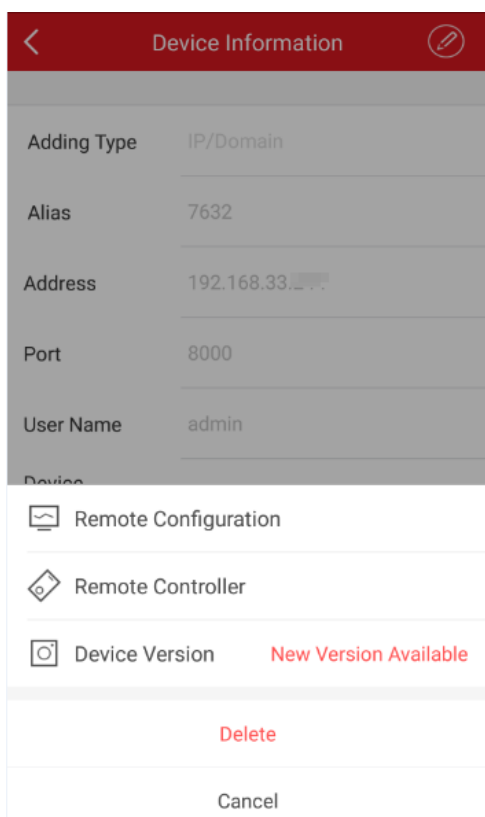 Device Information
Adding Type IP/Domain
Alias 7632
Address 192.168.33.
Port 8000
User Name admin
Device
Remote Configuration
Remote Controller
Device Version New Version Available
Delete
Cancel